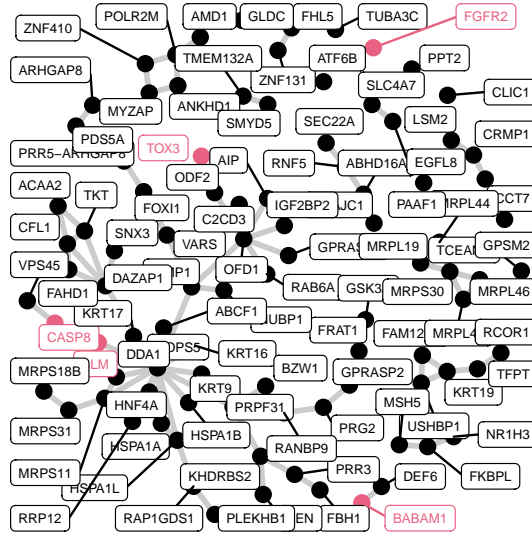 POLR2M
AMD1
GLDC
FHL5
TUBA3C
FGFR2
ZNF410
ATF6B
PPT2
TMEM132A
ARHGAP8
ZNF131
SLC4A7
CLIC1
MYZAP
ANKHD1
SMYD5
SEC22A
LSM2
CRMP1
PDS5A
TOX3
PRR5-ARHGAP8
AIP
RNF5
ABHD16A
EGFL8
ODF2
ACAA2
TKT
CCT7
FOXI1
IGF2BP2
PAAF1
MRPL44
C2CD3
CFL1
SNX3
VARS
MRPL19
GPSM2
VPS45
DAZAP1
OFD1
FAHD1
RAB6A
MRPS30
MRPL46
KRT17
ABCF1
CASP8
FRAT1
RCOR1
DDA1
KRT16
MRPS18B
BZW1
GPRASP2
TFPT
KRT9
KRT19
HNF4A
PRPF31
MSH5
MRPS31
HSPA1B
PRG2
USHBP1
NR1H3
HSPA1A
RANBP9
MRPS11
PRR3
FKBPL
KHDRBS2
DEF6
HSPA1L
RRP12
RAP1GDS1
PLEKHB1
FBH1
BABAM1